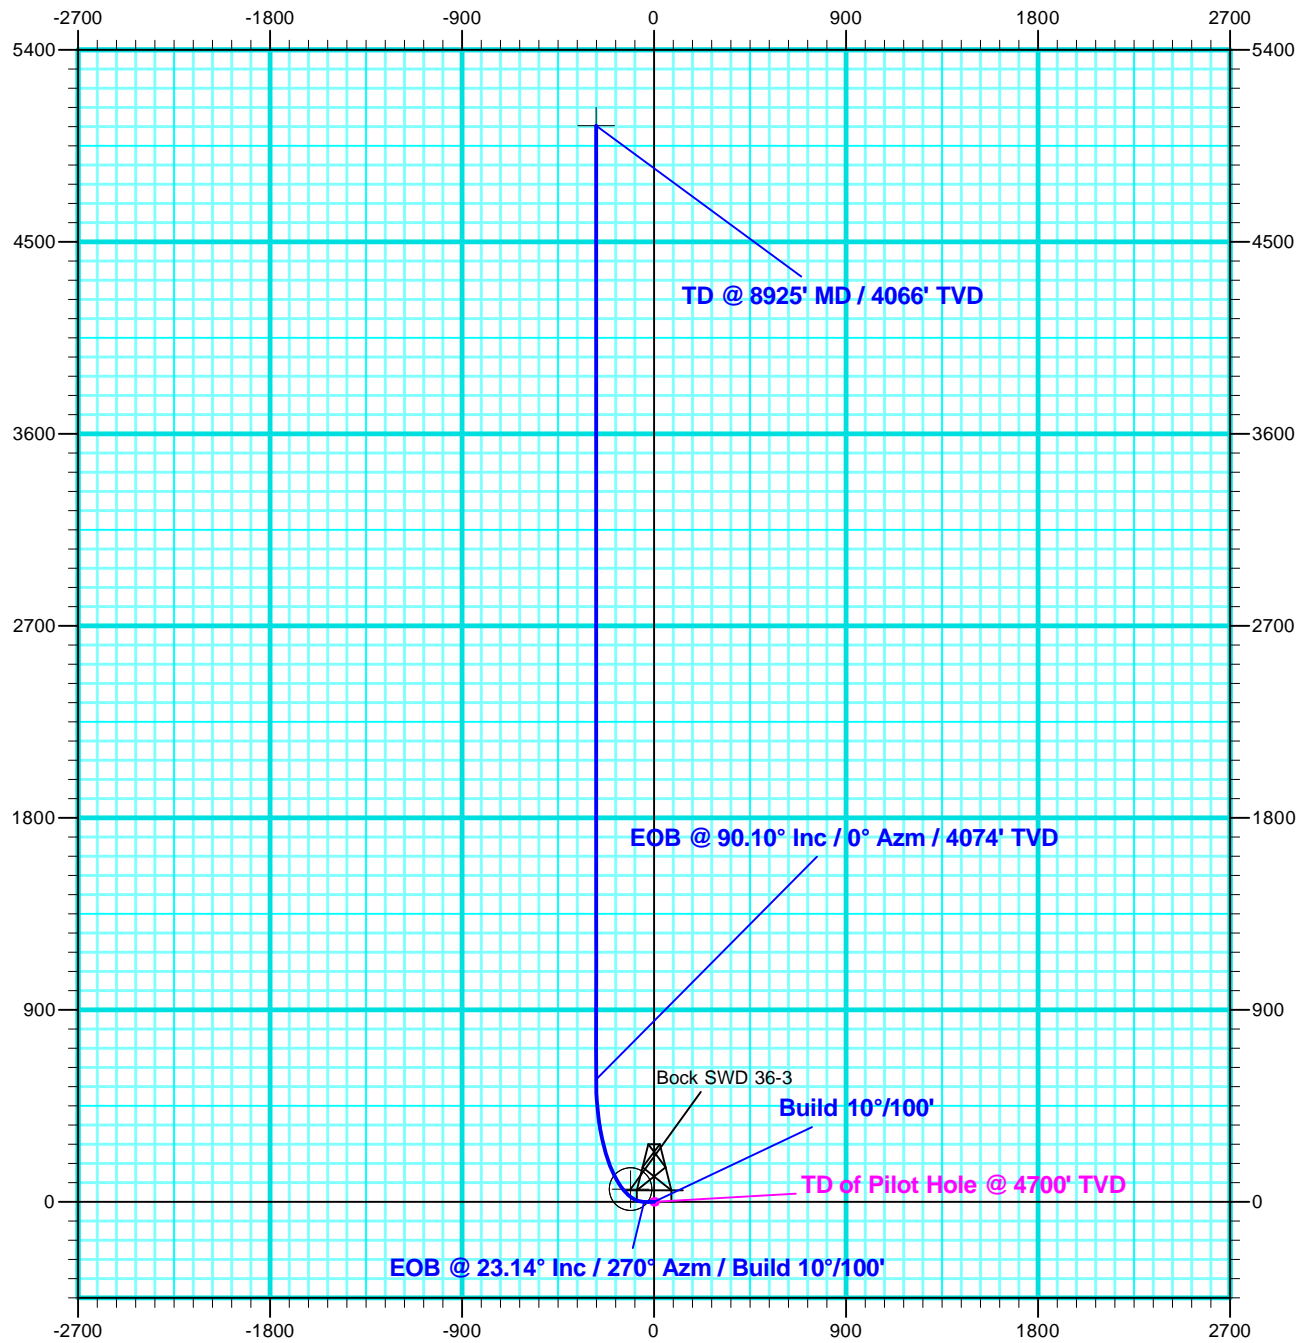 -2700 -1800 -900 0 900 1800 2700
5400 5400
TD @ 8925' MD / 4066' TVD
4500 4500
3600 3600
2700 2700
1800 1800
EOB @ 90.10° Inc / 0° Azm / 4074' TVD
900 900
Bock SWD 36-3
Build 10°/100'
TD of Pilot Hole @ 4700' TVD
0 0
EOB @ 23.14° Inc / 270° Azm / Build 10°/100'
-2700 -1800 -900 0 900 1800 2700